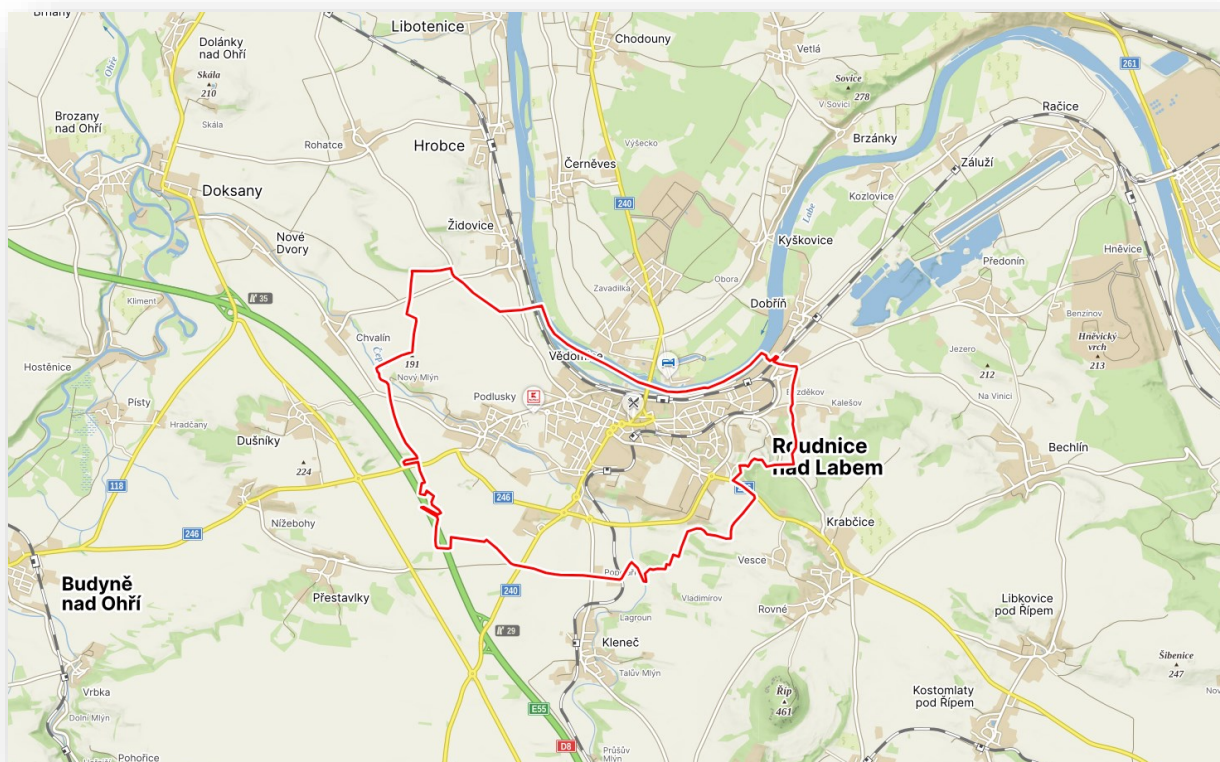 Libotenice
Chodouny
Vetlá
261
Dolánky
nad Ohří
Ohře
Skála
210
Skála
Sovice
278
V Sovici
Račice
Brozany
nad Ohří
Rohatce
Hrobce
Výšecko
Brzánky
Černěves
Záluží
Doksany
240
Kozlovice
Labe
Židovice
Nové
Dvory
Kyškovice
Hněvice
Předonín
Obora
Zavadilka
Kliment
35
Dobříň
Benzinov
Chvalín
Čep
191
Nový Mlýn
Hněvický
vrch
213
Hostěnice
Jezero
212
Podlusky
Kalešov
Na Vinici
Písty
Hradčany
Dušníky
224
Roudnice
nad Labem
Bechlín
118
246
Krabčice
246
Nížebohy
Vesce
Budyně
nad Ohří
Přestavlky
240
Vladimírov
Rovné
Libkovice
pod Řípem
Lagroun
29
Kleneč
Šibenice
247
Talův Mlýn
Vrbka
Říp
461
Kostomlaty
pod Řípem
E55
Dolní Mlýn
D8
Průšův
Mlýn
Pohořice